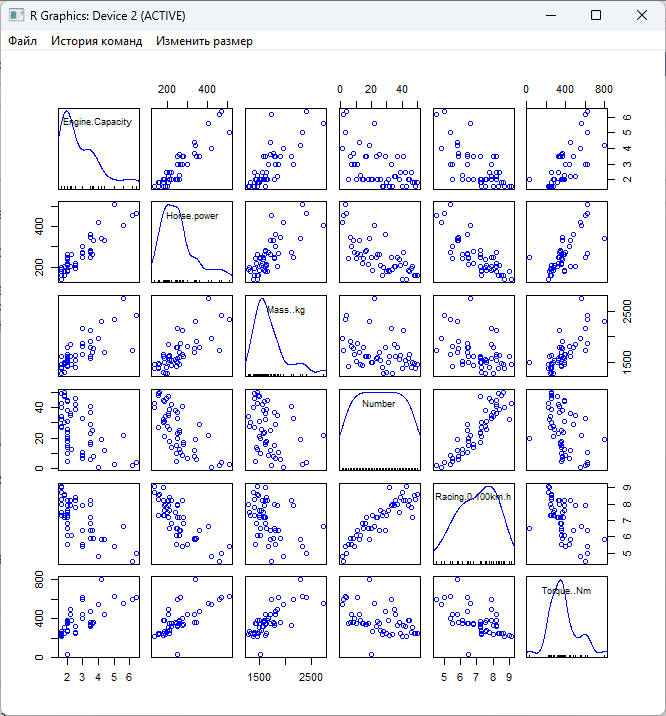 R Graphics: Device 2 (ACTIVE)
Файл История команд Изменить размер
200 400 0 20 40 0 400 800
Engine.Capacity
2 3 4 5 6
Horse.power
200 400
Mass..kg
1500 2500
Number
0 20 40
Racing.0.100km.h
5 6 7 8 9
Torque..Nm
0 400 800
2 3 4 5 6 1500 2500 5 6 7 8 9